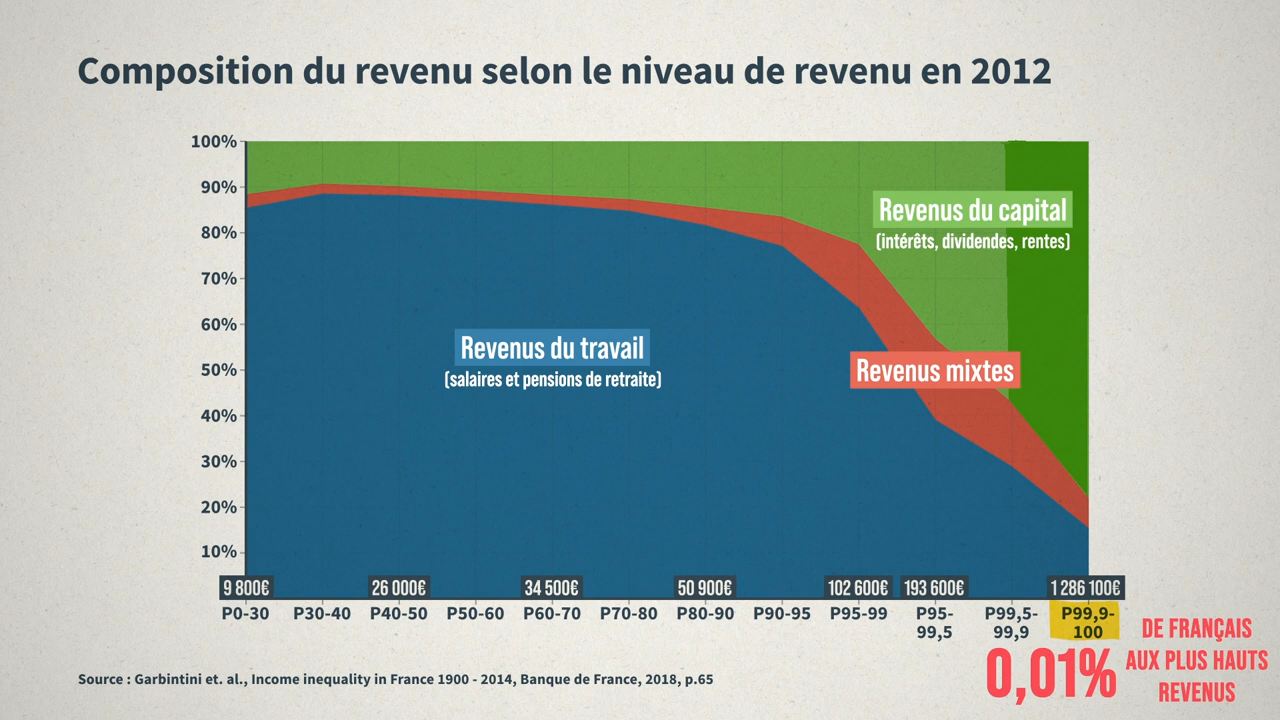 Composition du revenu selon le niveau de revenu en 2012
100%
90%
80%
70%
60%
50%
40%
30%
20%
10%
Revenus du capital
(intérêts, dividendes, rentes)
Revenus du travail
(salaires et pensions de retraite)
Revenus mixtes
9 800€ 26 000€ 34 500€ 50 900€ 102 600€ 193 600€ 1 286 100€
P0-30 P30-40 P40-50 P50-60 P60-70 P70-80 P80-90 P90-95 P95-99 P95- P99,5- P99,9-
99,5 99,9 100
0,01%
DE FRANÇAIS
AUX PLUS HAUTS
REVENUS
Source : Garbintini et. al., Income inequality in France 1900 - 2014, Banque de France, 2018, p.65